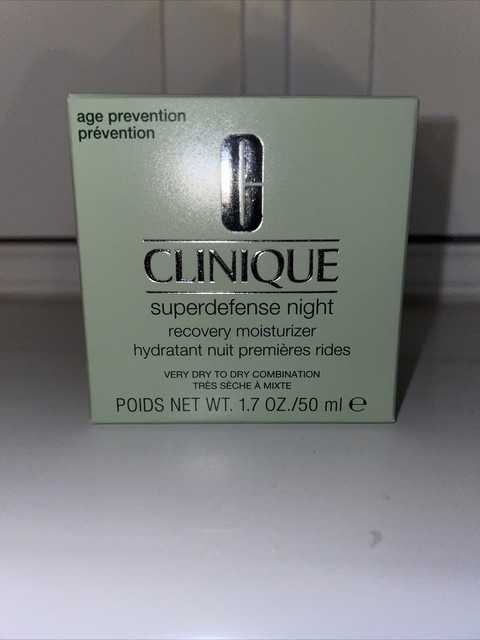 age prevention
prévention
CLINIQUE
superdefense night
recovery moisturizer
hydratant nuit premières rides
VERY DRY TO DRY COMBINATION
TRÈS SÈCHE À MIXTE
POIDS NET WT. 1.7 OZ./50 ml ℮